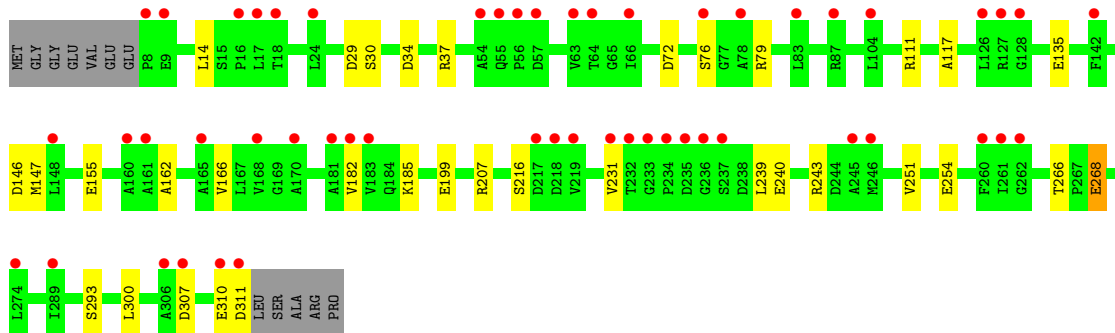 MET GLY GLY GLU VAL GLU GLU P8 E9 L14 S15 P16 L17 T18 L24 D29 S30 D34 R37 A54 Q55 P56 D57 V63 T64 G65 I66 D72 S76 G77 A78 R79 L83 R87 L104 R111 A117 L126 R127 G128 E135 F142
D146 M147 L148 E155 A160 A161 A162 A165 V166 L167 V168 G169 A170 A181 V182 V183 Q184 K185 E199 R207 S216 D217 D218 V219 V231 T232 G233 P234 D235 G236 S237 D238 L239 E240 R243 D244 A245 M246 V251 E254 F260 I261 G262 T266 P267 E268
L274 I289 S293 L300 A306 D307 E310 D311 LEU SER ALA ARG PRO